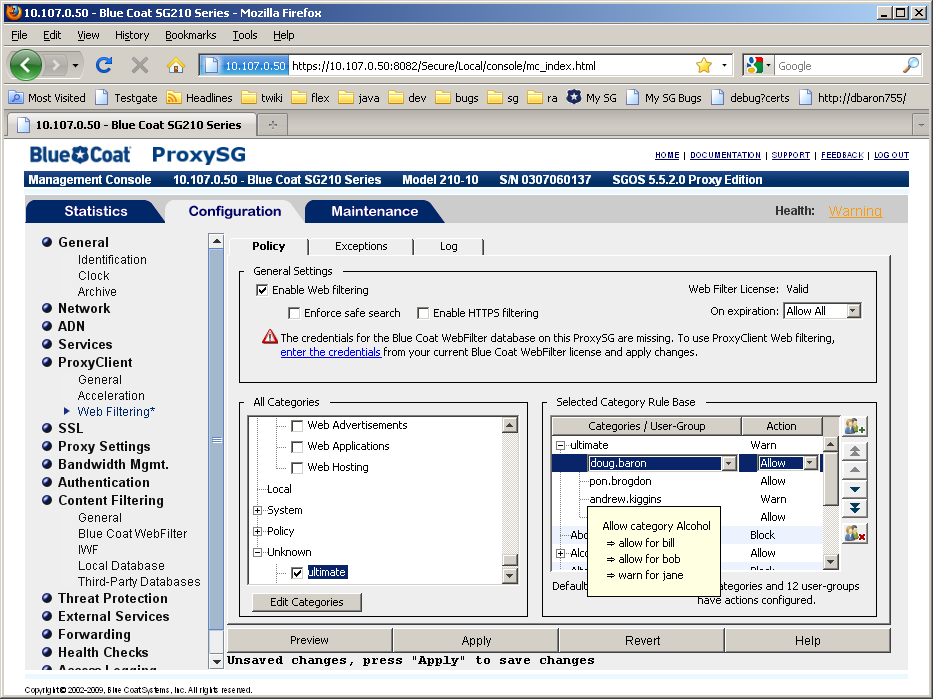 10.107.0.50 - Blue Coat SG210 Series - Mozilla Firefox
File Edit View History Bookmarks Tools Help
10.107.0.50 https://10.107.0.50:8082/Secure/Local/console/mc_index.html Google
Most Visited Testgate Headlines twiki flex java dev bugs sg ra My SG My SG Bugs debug?certs http://dbaron755/
10.107.0.50 - Blue Coat SG210 Series
Blue Coat ProxySG
HOME | DOCUMENTATION | SUPPORT | FEEDBACK | LOG OUT
Management Console 10.107.0.50 - Blue Coat SG210 Series Model 210-10 S/N 0307060137 SGOS 5.5.2.0 Proxy Edition
Statistics Configuration Maintenance Health: Warning
General
Identification
Clock
Archive
Network
ADN
Services
ProxyClient
General
Acceleration
Web Filtering*
SSL
Proxy Settings
Bandwidth Mgmt.
Authentication
Content Filtering
General
Blue Coat WebFilter
IWF
Local Database
Third-Party Databases
Threat Protection
External Services
Forwarding
Health Checks
Access Logging
Policy Exceptions Log
General Settings
Enable Web filtering
Web Filter License: Valid
Enforce safe search Enable HTTPS filtering
On expiration: Allow All
The credentials for the Blue Coat WebFilter database on this ProxySG are missing. To use ProxyClient Web filtering,
enter the credentials from your current Blue Coat WebFilter license and apply changes.
All Categories
Web Advertisements
Web Applications
Web Hosting
Local
System
Policy
Unknown
ultimate
Edit Categories
Selected Category Rule Base
Categories / User-Group Action
ultimate Warn
doug.baron Allow
pon.brogdon Allow
andrew.kiggins Warn
Allow
Abo Block
Alco Allow
Block
Allow category Alcohol
⇒ allow for bill
⇒ allow for bob
⇒ warn for jane
Default ategories and 12 user-groups
have actions configured.
Preview Apply Revert Help
Unsaved changes, press "Apply" to save changes
Copyright© 2002-2009, Blue Coat Systems, Inc. All rights reserved.